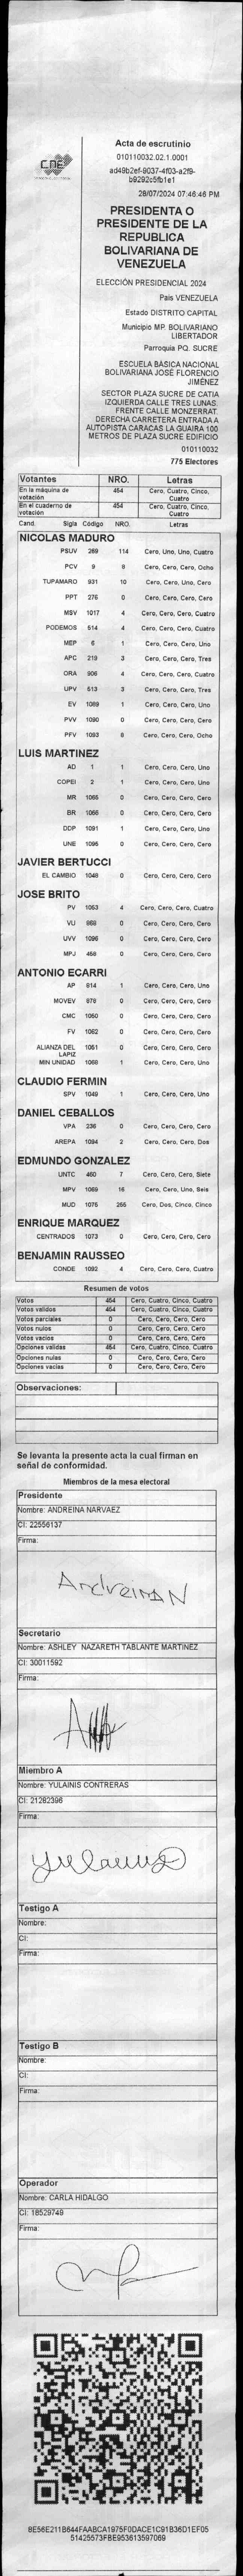 CNE
Acta de escrutinio
010110032.02.1.0001
ad49b2ef-9037-4f03-a2f9-
b9292c5fb1e1
28/07/2024 07:46:46 PM
PRESIDENTA O
PRESIDENTE DE LA
REPUBLICA
BOLIVARIANA DE
VENEZUELA
ELECCIÓN PRESIDENCIAL 2024
País VENEZUELA
Estado DISTRITO CAPITAL
Municipio MP. BOLIVARIANO
LIBERTADOR
Parroquia PQ. SUCRE
ESCUELA BÁSICA NACIONAL
BOLIVARIANA JOSÉ FLORENCIO
JIMÉNEZ
SECTOR PLAZA SUCRE DE CATIA
IZQUIERDA CALLE TRES LUNAS.
FRENTE CALLE MONZERRAT.
DERECHA CARRETERA ENTRADA A
AUTOPISTA CARACAS LA GUAIRA 100
METROS DE PLAZA SUCRE EDIFICIO
010110032
775 Electores
Votantes NRO. Letras
En la máquina de votación 454 Cero, Cuatro, Cinco, Cuatro
En el cuaderno de votación 454 Cero, Cuatro, Cinco, Cuatro
Cand. Sigla Código NRO. Letras
NICOLAS MADURO
PSUV 269 114 Cero, Uno, Uno, Cuatro
PCV 9 8 Cero, Cero, Cero, Ocho
TUPAMARO 931 10 Cero, Cero, Uno, Cero
PPT 276 0 Cero, Cero, Cero, Cero
MSV 1017 4 Cero, Cero, Cero, Cuatro
PODEMOS 514 4 Cero, Cero, Cero, Cuatro
MEP 6 1 Cero, Cero, Cero, Uno
APC 219 3 Cero, Cero, Cero, Tres
ORA 906 4 Cero, Cero, Cero, Cuatro
UPV 513 3 Cero, Cero, Cero, Tres
EV 1089 1 Cero, Cero, Cero, Uno
PVV 1090 0 Cero, Cero, Cero, Cero
PFV 1093 8 Cero, Cero, Cero, Ocho
LUIS MARTINEZ
AD 1 1 Cero, Cero, Cero, Uno
COPEI 2 1 Cero, Cero, Cero, Uno
MR 1065 0 Cero, Cero, Cero, Cero
BR 1066 0 Cero, Cero, Cero, Cero
DDP 1091 1 Cero, Cero, Cero, Uno
UNE 1095 0 Cero, Cero, Cero, Cero
JAVIER BERTUCCI
EL CAMBIO 1048 0 Cero, Cero, Cero, Cero
JOSE BRITO
PV 1063 4 Cero, Cero, Cero, Cuatro
VU 868 0 Cero, Cero, Cero, Cero
UVV 1096 0 Cero, Cero, Cero, Cero
MPJ 458 0 Cero, Cero, Cero, Cero
ANTONIO ECARRI
AP 914 1 Cero, Cero, Cero, Uno
MOVEV 878 0 Cero, Cero, Cero, Cero
CMC 1050 0 Cero, Cero, Cero, Cero
FV 1062 0 Cero, Cero, Cero, Cero
ALIANZA DEL LAPIZ 1051 0 Cero, Cero, Cero, Cero
MIN UNIDAD 1068 1 Cero, Cero, Cero, Uno
CLAUDIO FERMIN
SPV 1049 1 Cero, Cero, Cero, Uno
DANIEL CEBALLOS
VPA 236 0 Cero, Cero, Cero, Cero
AREPA 1094 2 Cero, Cero, Cero, Dos
EDMUNDO GONZALEZ
UNTC 460 7 Cero, Cero, Cero, Siete
MPV 1069 16 Cero, Cero, Uno, Seis
MUD 1075 255 Cero, Dos, Cinco, Cinco
ENRIQUE MARQUEZ
CENTRADOS 1073 0 Cero, Cero, Cero, Cero
BENJAMIN RAUSSEO
CONDE 1092 4 Cero, Cero, Cero, Cuatro
Resumen de votos
Votos 454 Cero, Cuatro, Cinco, Cuatro
Votos validos 454 Cero, Cuatro, Cinco, Cuatro
Votos parciales 0 Cero, Cero, Cero, Cero
Votos nulos 0 Cero, Cero, Cero, Cero
Votos vacios 0 Cero, Cero, Cero, Cero
Opciones validas 454 Cero, Cuatro, Cinco, Cuatro
Opciones nulas 0 Cero, Cero, Cero, Cero
Opciones vacias 0 Cero, Cero, Cero, Cero
Observaciones:
Se levanta la presente acta la cual firman en
señal de conformidad.
Miembros de la mesa electoral
Presidente
Nombre: ANDREINA NARVAEZ
CI: 22556137
Firma:
AndreinaN
Secretario
Nombre: ASHLEY NAZARETH TABLANTE MARTINEZ
CI: 30011592
Firma:
Miembro A
Nombre: YULAINIS CONTRERAS
CI: 21282396
Firma:
Testigo A
Nombre:
CI:
Firma:
Testigo B
Nombre:
CI:
Firma:
Operador
Nombre: CARLA HIDALGO
CI: 18529749
Firma:
8E56E211B644FAABCA1975F0DACE1C91B36D1EF05
51425573FBE953613597069